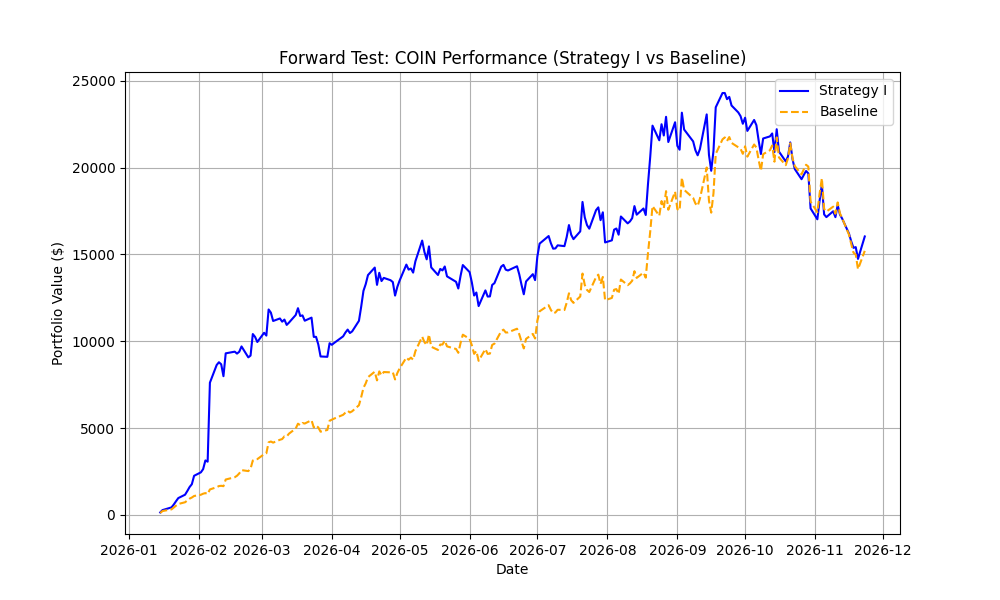 Forward Test: COIN Performance (Strategy I vs Baseline)
Portfolio Value ($)
25000
20000
15000
10000
5000
0
Strategy I
Baseline
2026-01 2026-02 2026-03 2026-04 2026-05 2026-06 2026-07 2026-08 2026-09 2026-10 2026-11 2026-12
Date